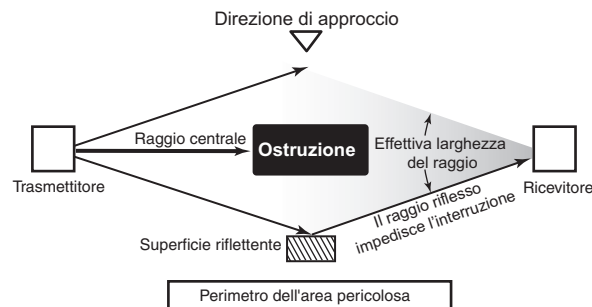 Direzione di approccio
Raggio centrale
Ostruzione
Effettiva larghezza
del raggio
Trasmettitore
Ricevitore
Il raggio riflesso
impedisce l'interruzione
Superficie riflettente
Perimetro dell'area pericolosa